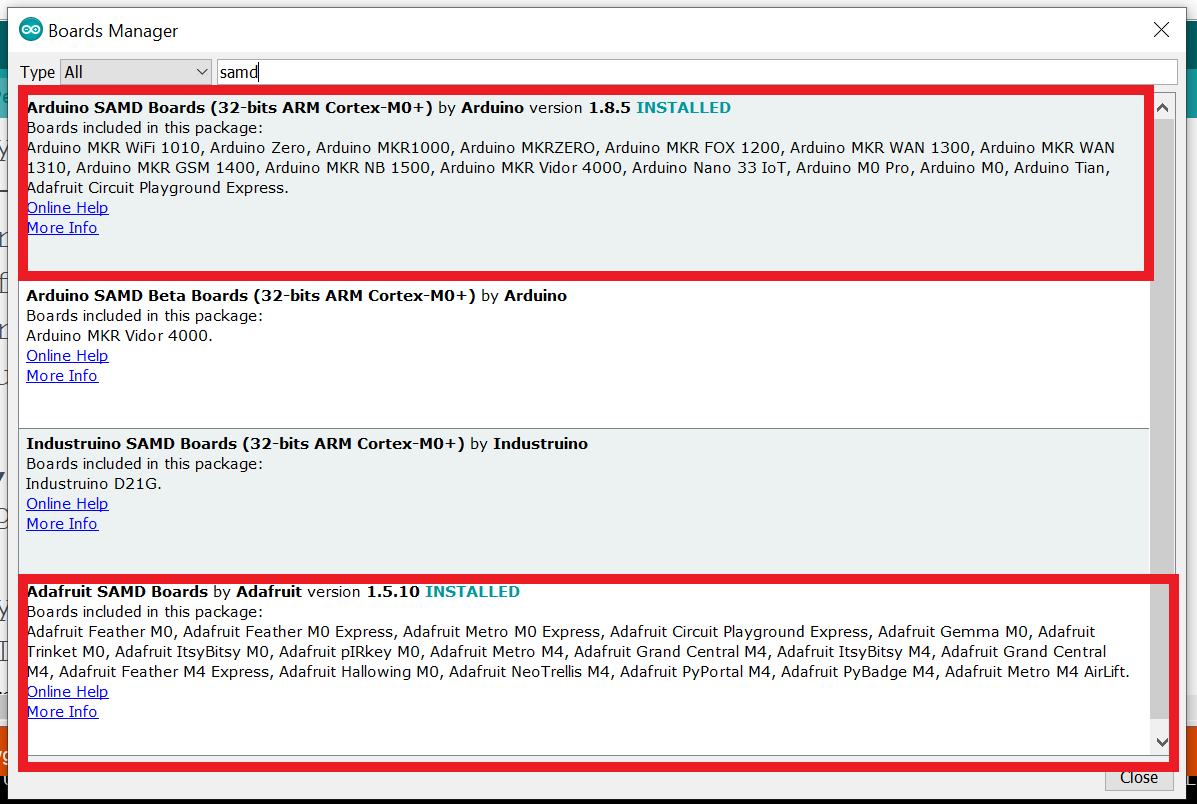 Boards Manager
Type All samd
Arduino SAMD Boards (32-bits ARM Cortex-M0+) by Arduino version 1.8.5 INSTALLED
Boards included in this package:
Arduino MKR WiFi 1010, Arduino Zero, Arduino MKR1000, Arduino MKRZERO, Arduino MKR FOX 1200, Arduino MKR WAN 1300, Arduino MKR WAN
1310, Arduino MKR GSM 1400, Arduino MKR NB 1500, Arduino MKR Vidor 4000, Arduino Nano 33 IoT, Arduino M0 Pro, Arduino M0, Arduino Tian,
Adafruit Circuit Playground Express.
Online Help
More Info
Arduino SAMD Beta Boards (32-bits ARM Cortex-M0+) by Arduino
Boards included in this package:
Arduino MKR Vidor 4000.
Online Help
More Info
Industruino SAMD Boards (32-bits ARM Cortex-M0+) by Industruino
Boards included in this package:
Industruino D21G.
Online Help
More Info
Adafruit SAMD Boards by Adafruit version 1.5.10 INSTALLED
Boards included in this package:
Adafruit Feather M0, Adafruit Feather M0 Express, Adafruit Metro M0 Express, Adafruit Circuit Playground Express, Adafruit Gemma M0, Adafruit
Trinket M0, Adafruit ItsyBitsy M0, Adafruit pIRkey M0, Adafruit Metro M4, Adafruit Grand Central M4, Adafruit ItsyBitsy M4, Adafruit Grand Central
M4, Adafruit Feather M4 Express, Adafruit Hallowing M0, Adafruit NeoTrellis M4, Adafruit PyPortal M4, Adafruit PyBadge M4, Adafruit Metro M4 AirLift.
Online Help
More Info
Close